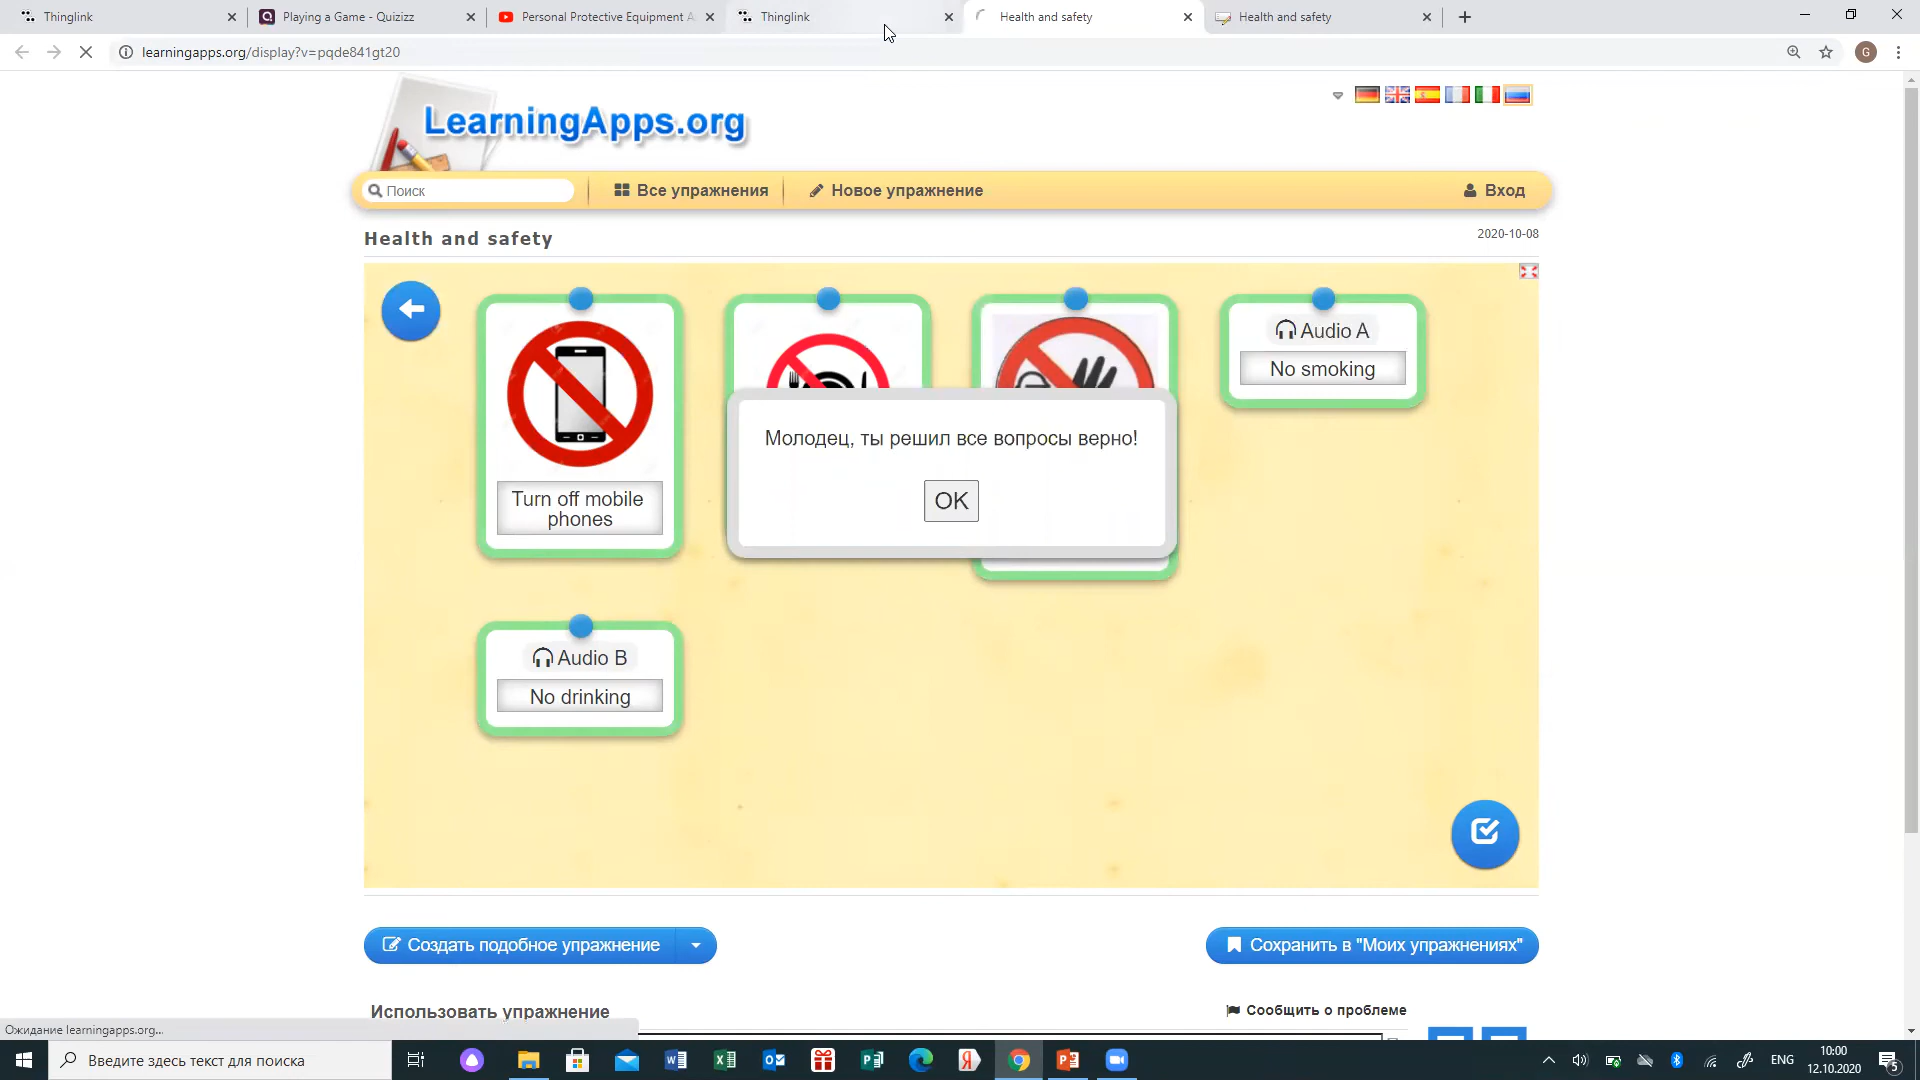 Thinglink
Playing a Game - Quizizz
Personal Protective Equipment A
Thinglink
Health and safety
Health and safety
learningapps.org/display?v=pqde841gt20
G
LearningApps.org
Поиск
Все упражнения
Новое упражнение
Вход
Health and safety
2020-10-08
Audio A
No smoking
Молодец, ты решил все вопросы верно!
OK
Turn off mobile
phones
Audio B
No drinking
Создать подобное упражнение
Сохранить в "Моих упражнениях"
Использовать упражнение
Сообщить о проблеме
Ожидание learningapps.org...
Введите здесь текст для поиска
ENG
10:00
12.10.2020
5